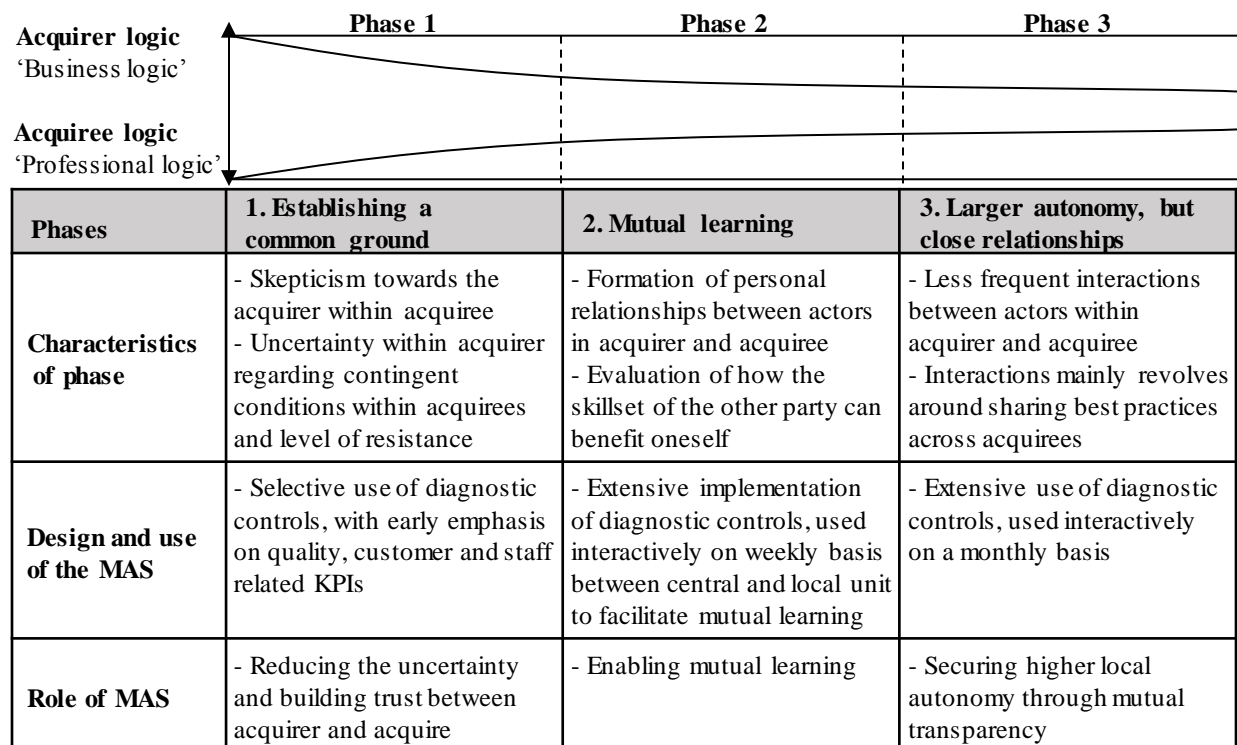 Phase 1
Phase 2
Phase 3
Acquirer logic
‘Business logic’
Acquiree logic
‘Professional logic’
Phases
1. Establishing a
common ground
2. Mutual learning
3. Larger autonomy, but
close relationships
Characteristics
of phase
- Skepticism towards the
acquirer within acquiree
- Uncertainty within acquirer
regarding contingent
conditions within acquirees
and level of resistance
- Formation of personal
relationships between actors
in acquirer and acquiree
- Evaluation of how the
skillset of the other party can
benefit oneself
- Less frequent interactions
between actors within
acquirer and acquiree
- Interactions mainly revolves
around sharing best practices
across acquirees
Design and use
of the MAS
- Selective use of diagnostic
controls, with early emphasis
on quality, customer and staff
related KPIs
- Extensive implementation
of diagnostic controls, used
interactively on weekly basis
between central and local unit
to facilitate mutual learning
- Extensive use of diagnostic
controls, used interactively
on a monthly basis
Role of MAS
- Reducing the uncertainty
and building trust between
acquirer and acquire
- Enabling mutual learning
- Securing higher local
autonomy through mutual
transparency